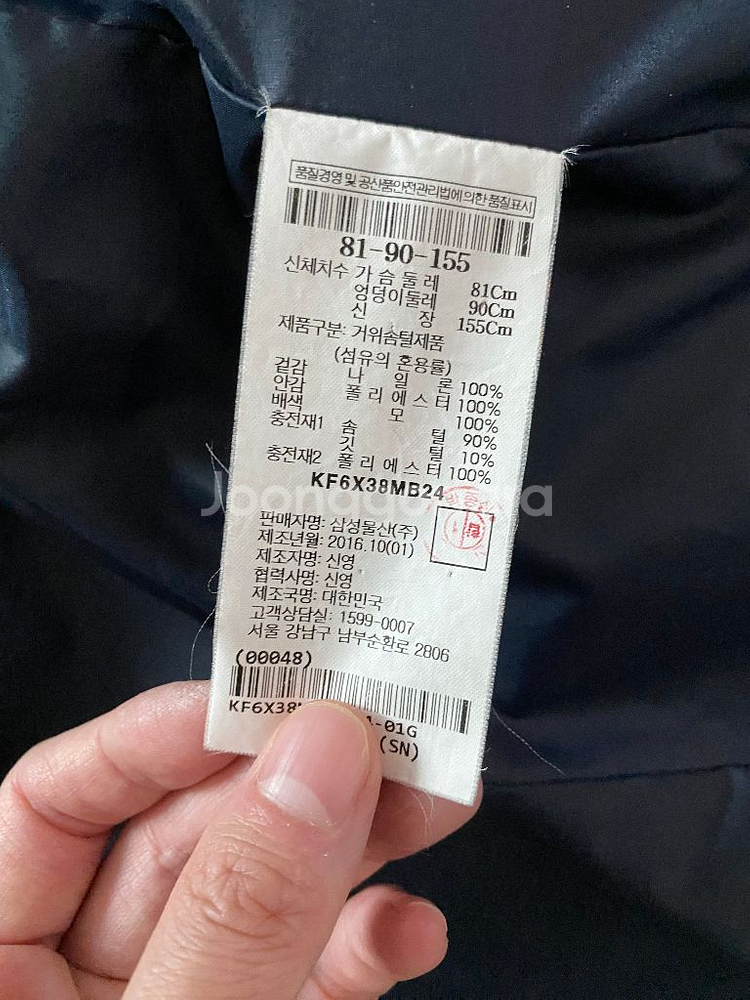 품질경영 및 공산품안전관리법에 의한 품질표시
81-90-155
신체치수 가 슴 둘 레 81Cm
엉덩이둘레 90Cm
신 장 155Cm
제품구분: 거위솜털제품
(섬유의 혼용률)
겉감 나 일 론 100%
안감 폴 리 에 스 터 100%
배색 모 100%
충전재1 솜 털 90%
깃 털 10%
충전재2 폴 리 에 스 터 100%
KF6X38MB24
Joonggonara
판매자명: 삼성물산(주)
제조년월: 2016.10(01)
제조자명: 신영
협력사명: 신영
제조국명: 대한민국
고객상담실: 1599-0007
서울 강남구 남부순환로 2806
(00048)
KF6X38 -01G
(SN)